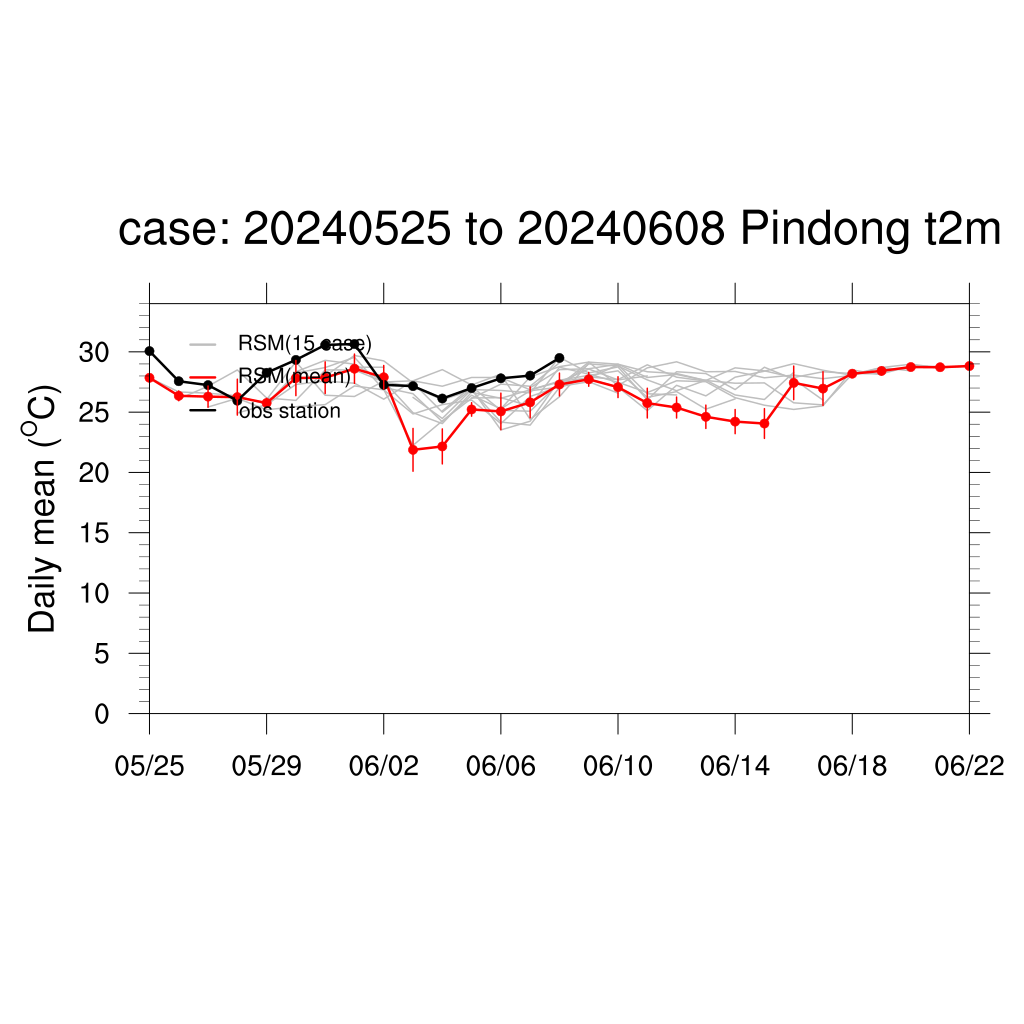 case: 20240525 to 20240608 Pindong t2m
RSM(15 case)
RSM(mean)
obs station
Daily mean (°C)
30
25
20
15
10
5
0
05/25 05/29 06/02 06/06 06/10 06/14 06/18 06/22